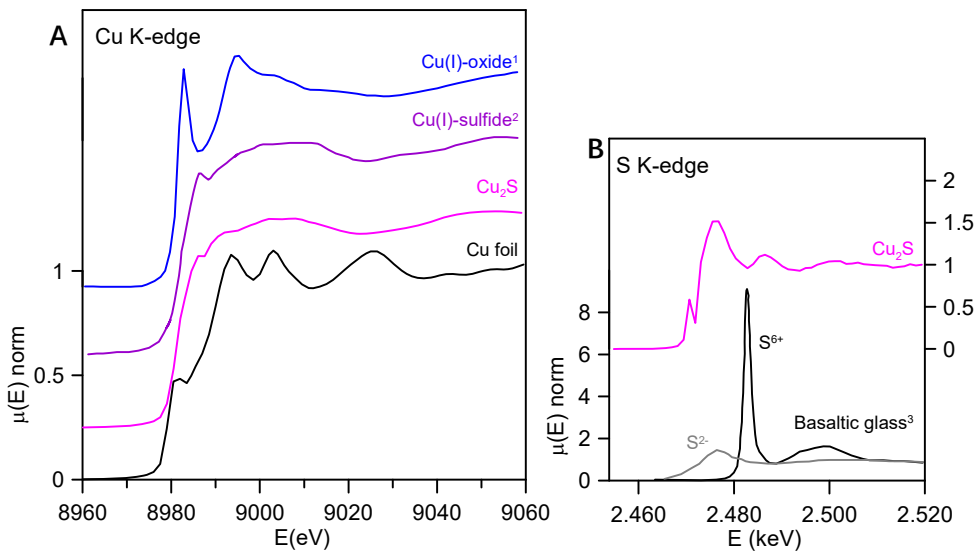 A
Cu K-edge
Cu(I)-oxide¹
Cu(I)-sulfide²
Cu₂S
Cu foil
1
0.5
0
μ(E) norm
8960 8980 9000 9020 9040 9060
E(eV)
B
S K-edge
2
1.5
1
0.5
0
Cu₂S
8
6
4
2
0
μ(E) norm
S⁶⁺
S²⁻
Basaltic glass³
2.460 2.480 2.500 2.520
E (keV)